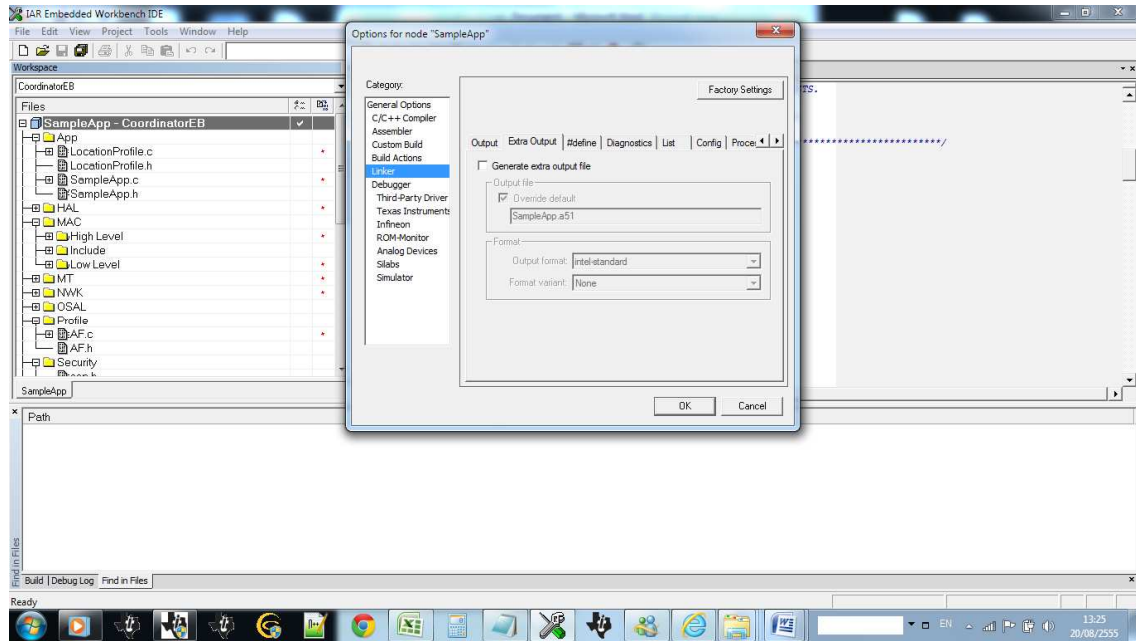 IAR Embedded Workbench IDE
File Edit View Project Tools Window Help
Workspace
CoordinatorEB
Files
SampleApp - CoordinatorEB
App
LocationProfile.c
LocationProfile.h
SampleApp.c
SampleApp.h
HAL
MAC
High Level
Include
Low Level
MT
NWK
OSAL
Profile
AF.c
AF.h
Security
SampleApp
Options for node "SampleApp"
Category:
General Options
C/C++ Compiler
Assembler
Custom Build
Build Actions
Linker
Debugger
Third-Party Driver
Texas Instruments
Infineon
ROM-Monitor
Analog Devices
Silabs
Simulator
Factory Settings
Output Extra Output #define Diagnostics List Config Proce
Generate extra output file
Output file
Override default
SampleApp.a51
Format
Output format: intel-standard
Format variant: None
OK Cancel
TS.
************************/
Path
Find in Files
Build Debug Log Find in Files
Ready
EN
13:25
20/08/2555